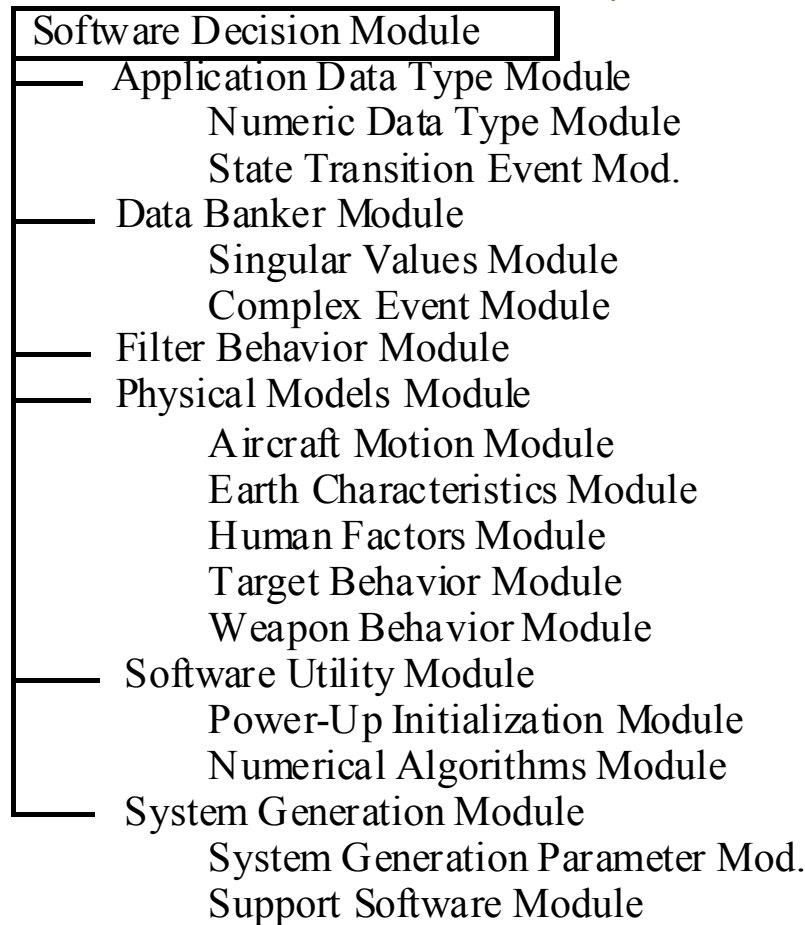 Software Decision Module
Application Data Type Module
Numeric Data Type Module
State Transition Event Mod.
Data Banker Module
Singular Values Module
Complex Event Module
Filter Behavior Module
Physical Models Module
Aircraft Motion Module
Earth Characteristics Module
Human Factors Module
Target Behavior Module
Weapon Behavior Module
Software Utility Module
Power-Up Initialization Module
Numerical Algorithms Module
System Generation Module
System Generation Parameter Mod.
Support Software Module